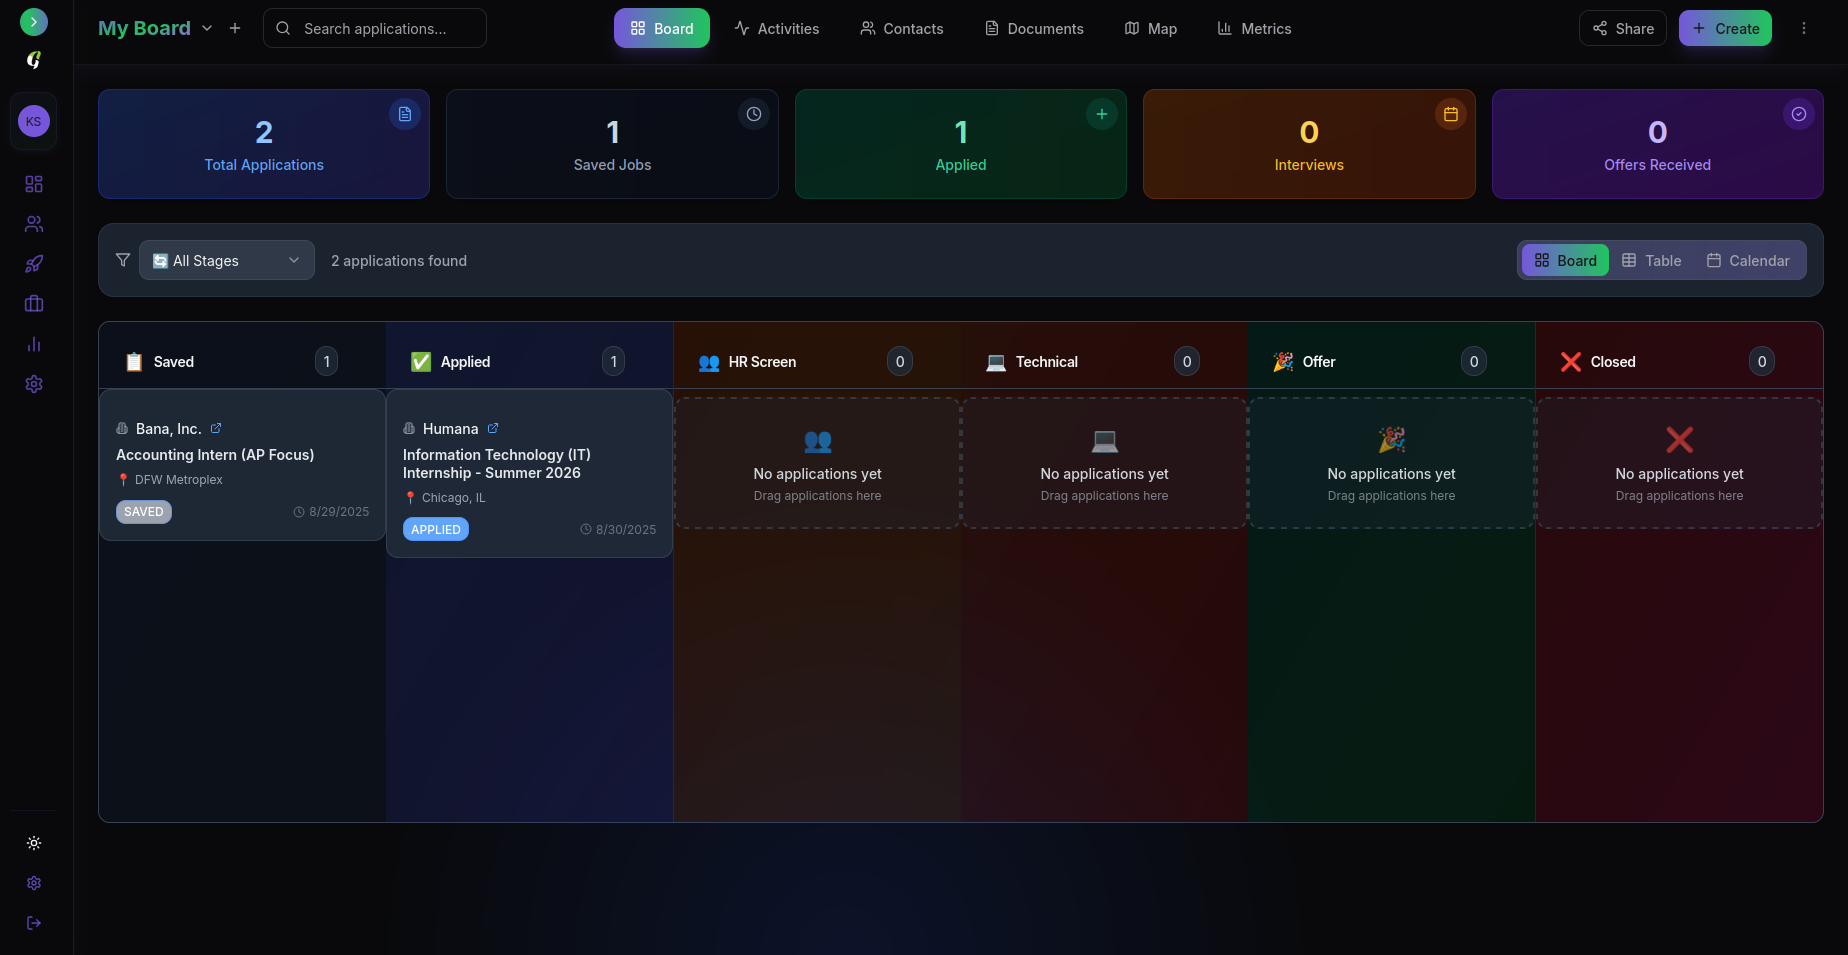 My Board
Search applications...
Board
Activities
Contacts
Documents
Map
Metrics
Share
Create
KS
2
Total Applications
1
Saved Jobs
1
Applied
0
Interviews
0
Offers Received
All Stages
2 applications found
Board
Table
Calendar
Saved
1
Applied
1
HR Screen
0
Technical
0
Offer
0
Closed
0
Bana, Inc.
Accounting Intern (AP Focus)
DFW Metroplex
SAVED
8/29/2025
Humana
Information Technology (IT)
Internship - Summer 2026
Chicago, IL
APPLIED
8/30/2025
No applications yet
Drag applications here
No applications yet
Drag applications here
No applications yet
Drag applications here
No applications yet
Drag applications here